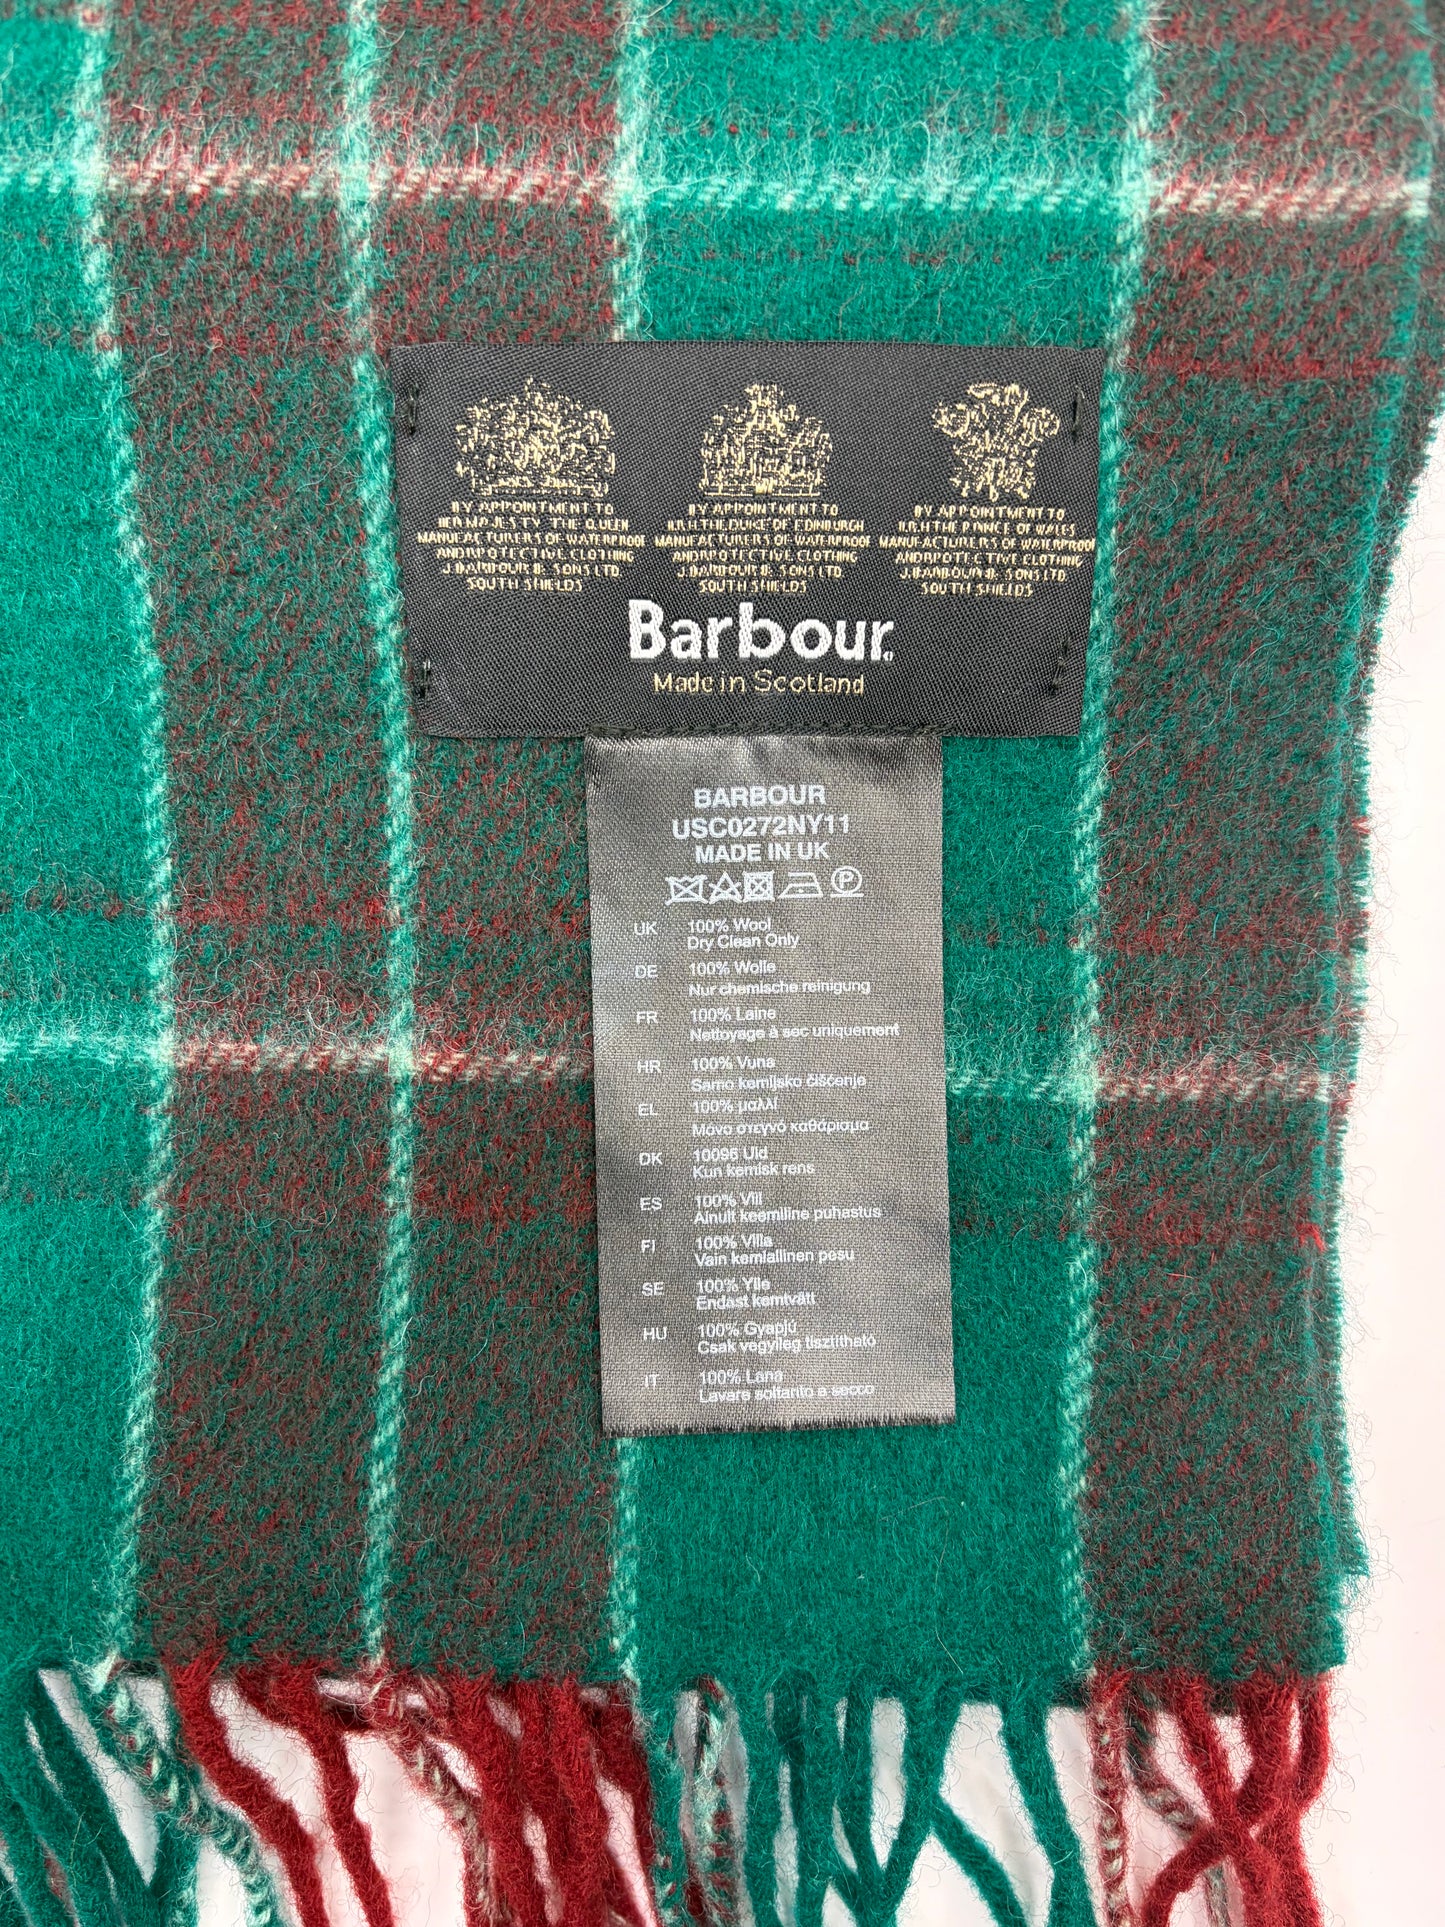 BY APPOINTMENT TO
HER MAJESTY THE QUEEN
MANUFACTURERS OF WATERPROOF
AND PROTECTIVE CLOTHING
J. BARBOUR & SONS LTD.
SOUTH SHIELDS
BY APPOINTMENT TO
H.R.H. THE DUKE OF EDINBURGH
MANUFACTURERS OF WATERPROOF
AND PROTECTIVE CLOTHING
J. BARBOUR & SONS LTD
SOUTH SHIELDS
BY APPOINTMENT TO
H.R.H THE PRINCE OF WALES
MANUFACTURERS OF WATERPROOF
AND PROTECTIVE CLOTHING
J. BARBOUR & SONS LTD
SOUTH SHIELDS
Barbour®
Made in Scotland
BARBOUR
USC0272NY11
MADE IN UK
P
UK 100% Wool
Dry Clean Only
DE 100% Wolle
Nur chemische reinigung
FR 100% Laine
Nettoyage à sec uniquement
HR 100% Vuna
Samo kemijsko čišćenje
EL 100% μαλλί
Μόνο στεγνό καθάρισμα
DK 10096 Uld
Kun kemisk rens
ES 100% Vill
Ainult keemiline puhastus
FI 100% Villa
Vain kemiallinen pesu
SE 100% Ylle
Endast kemtvätt
HU 100% Gyapjú
Csak vegyileg tisztítható
IT 100% Lana
Lavare soltanto a secco